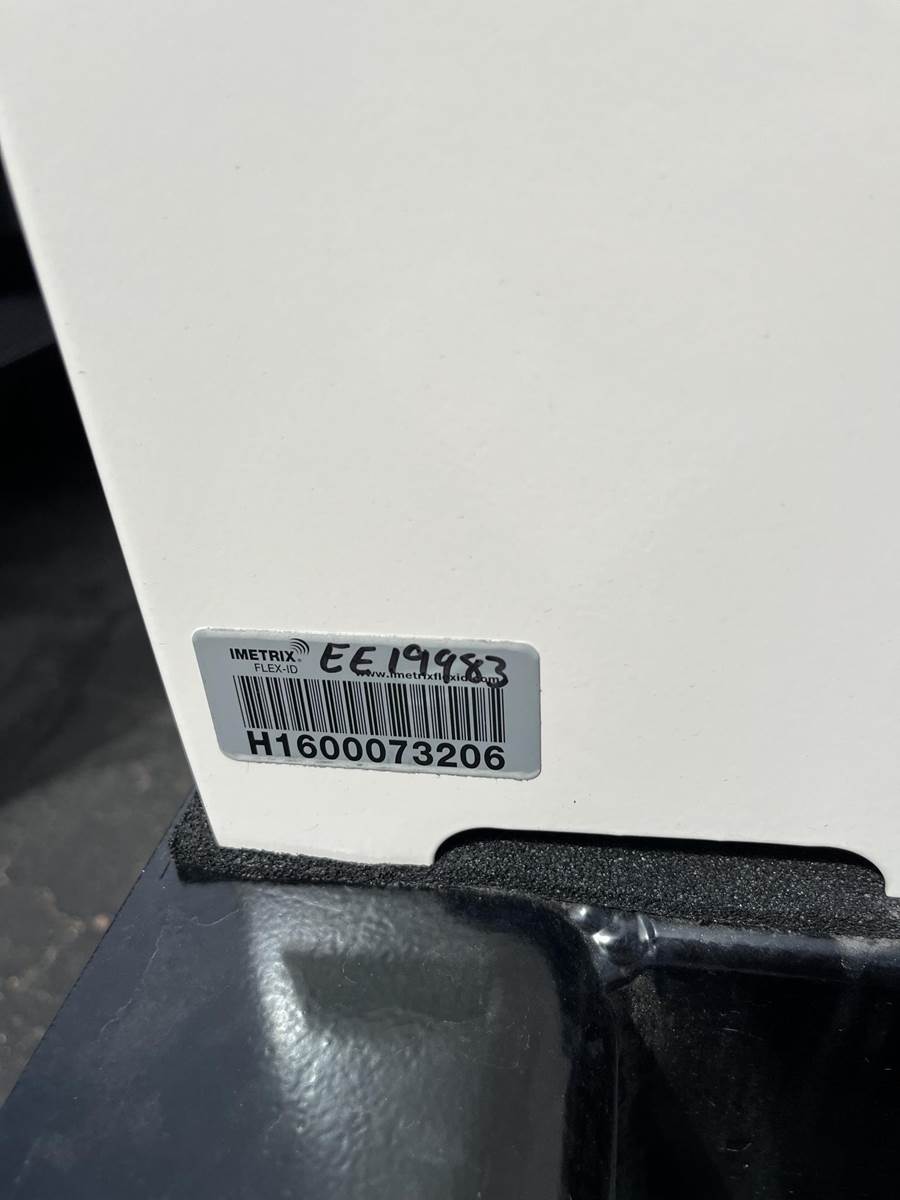 IMETRIX®
FLEX-ID
EE19983
www.imetrixflexid.com
H1600073206